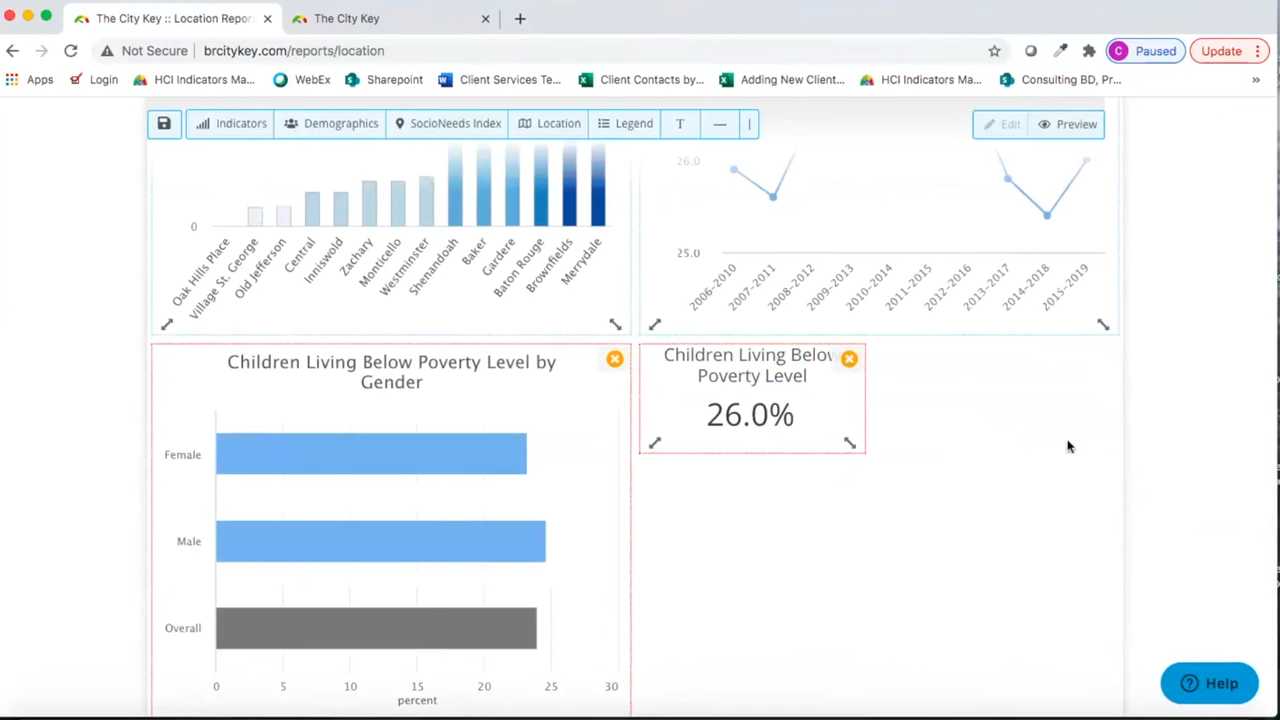 The City Key :: Location Repor
The City Key
Not Secure
brcitykey.com/reports/location
C
Paused
Update
Apps
Login
HCI Indicators Ma...
WebEx
Sharepoint
Client Services Te...
Client Contacts by...
Adding New Client...
HCI Indicators Ma...
Consulting BD, Pr...
Indicators
Demographics
SocioNeeds Index
Location
Legend
T
Edit
Preview
0
Oak Hills Place
Village St. George
Old Jefferson
Central
Inniswold
Zachary
Monticello
Westminster
Shenandoah
Baker
Gardere
Baton Rouge
Brownfields
Merrydale
26.0
25.0
2006-2010
2007-2011
2008-2012
2009-2013
2010-2014
2011-2015
2012-2016
2013-2017
2014-2018
2015-2019
Children Living Below Poverty Level by
Gender
Female
Male
Overall
0 5 10 15 20 25 30
percent
Children Living Below
Poverty Level
26.0%
Help